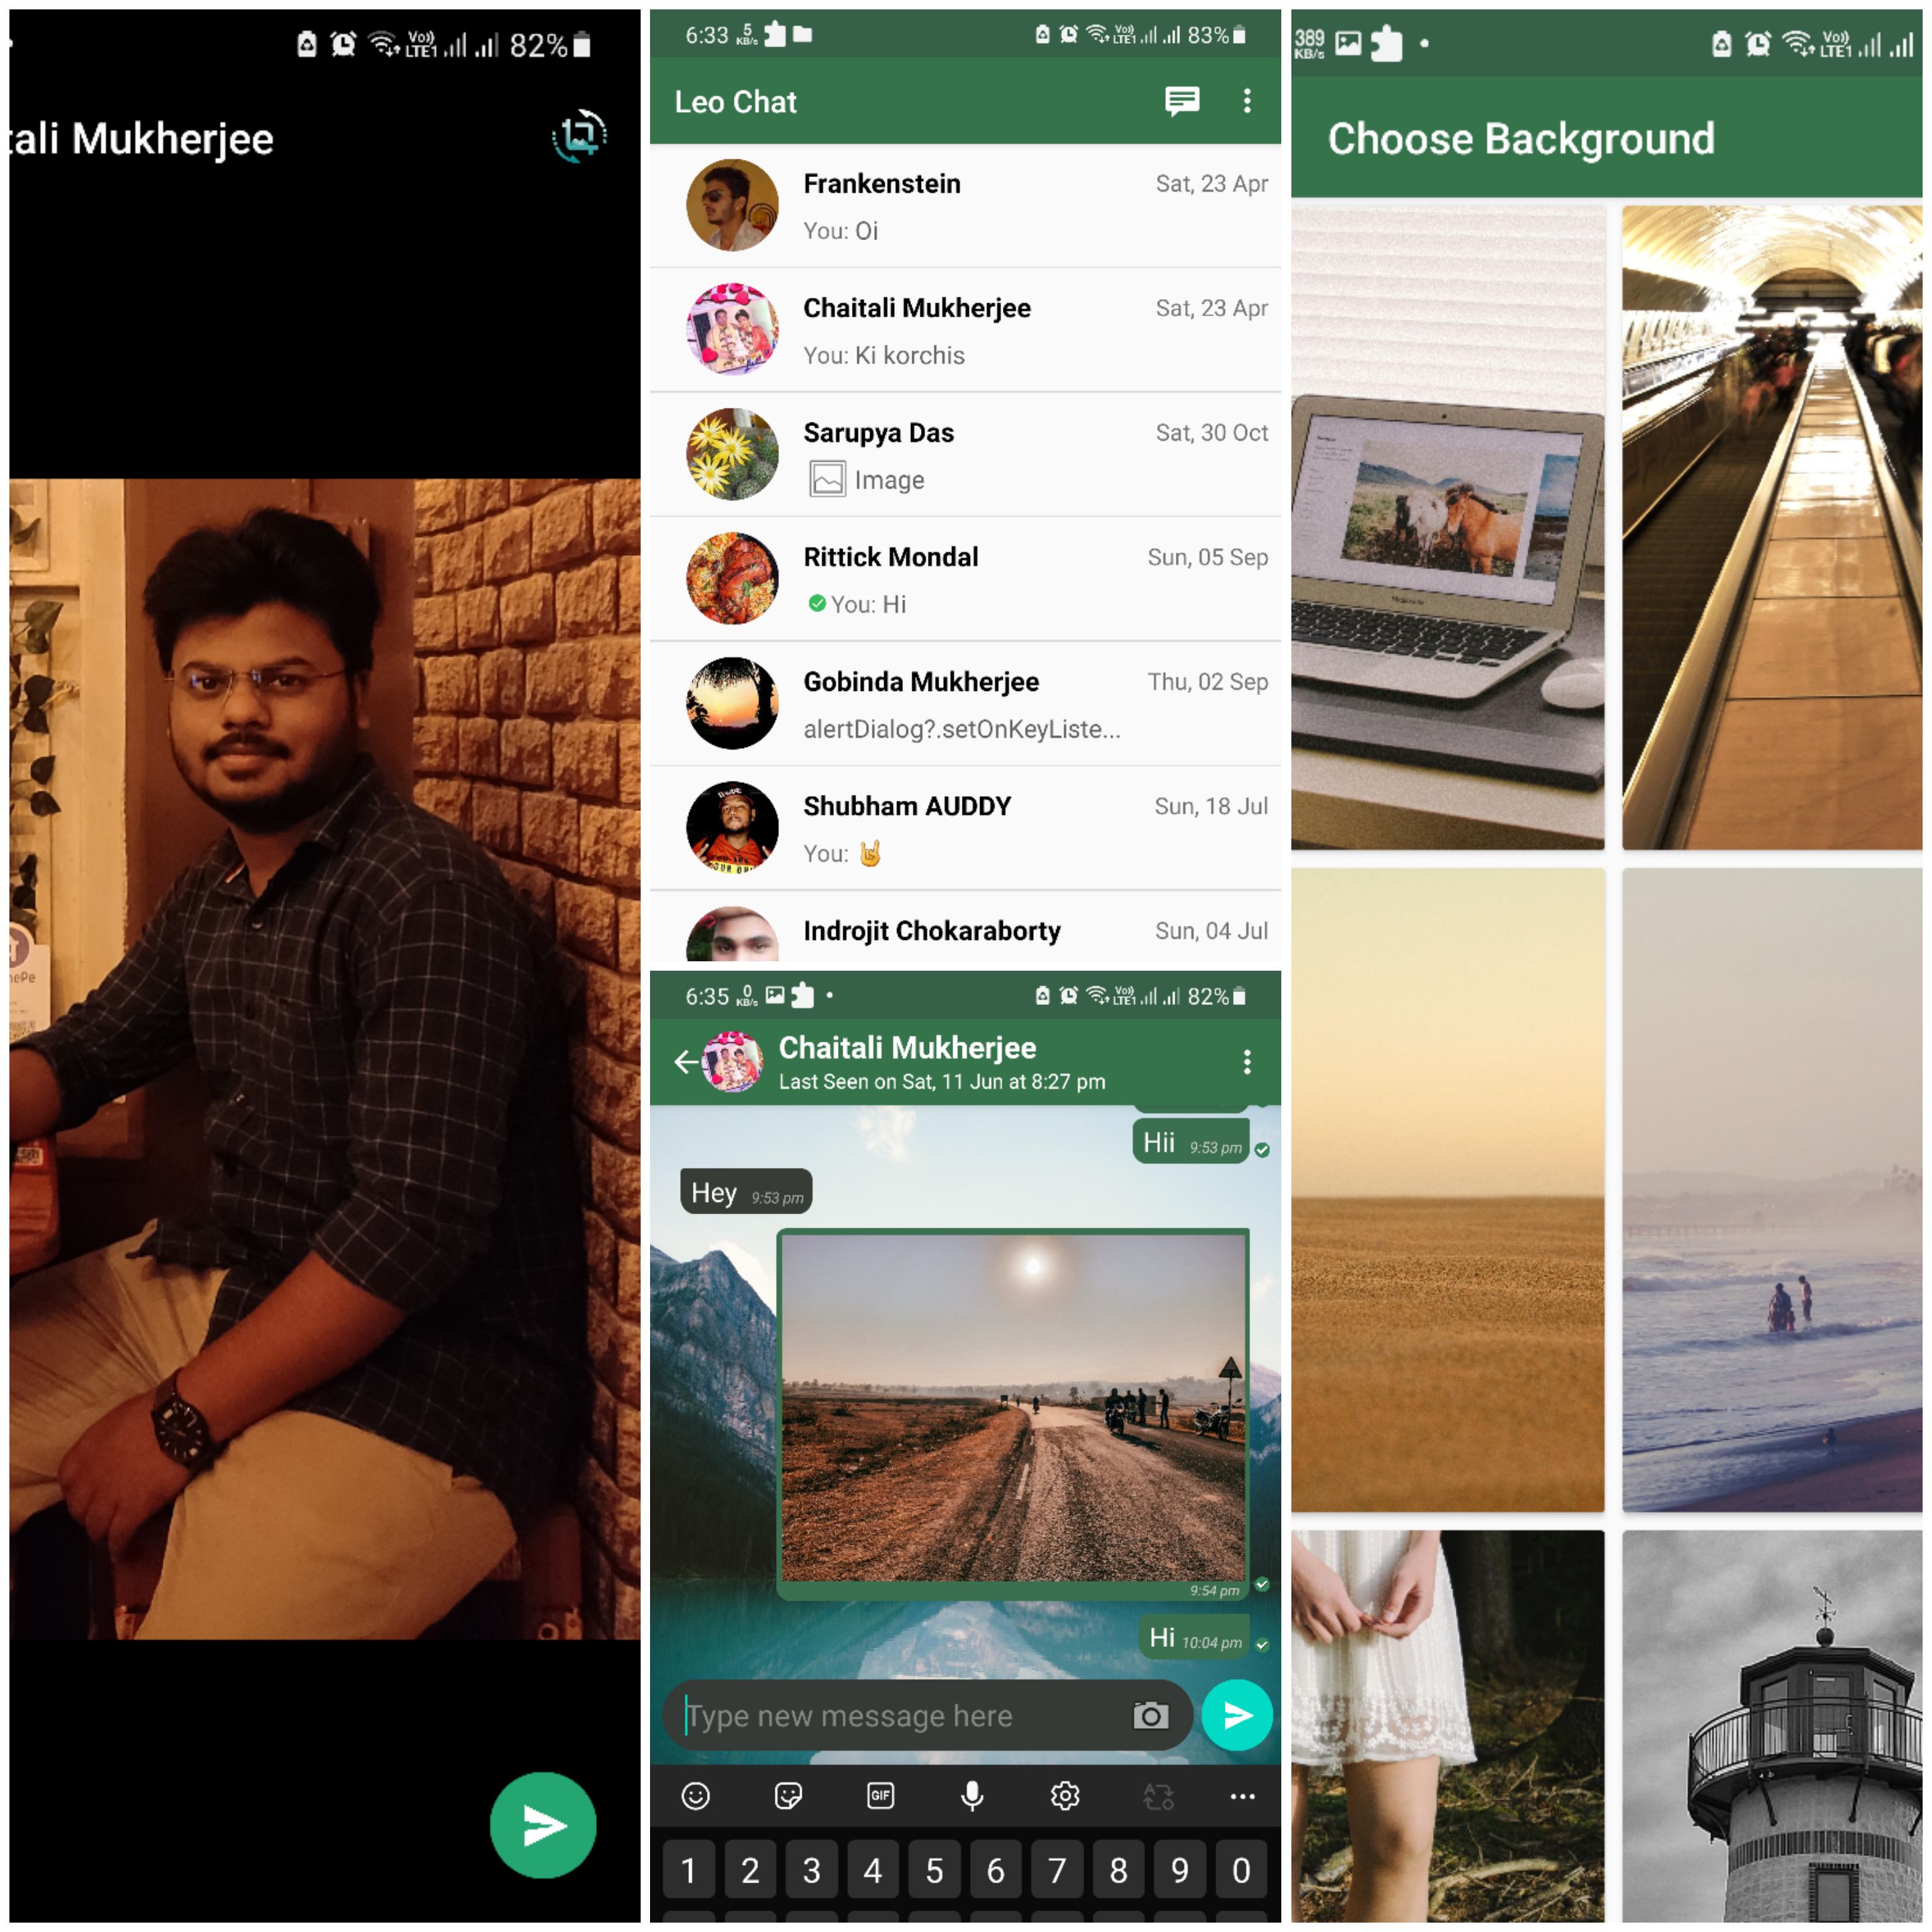 82%
tali Mukherjee
ePe
6:33 5 KB/s Vo)) LTE1 83%
Leo Chat
Frankenstein Sat, 23 Apr
You: Oi
Chaitali Mukherjee Sat, 23 Apr
You: Ki korchis
Sarupya Das Sat, 30 Oct
Image
Rittick Mondal Sun, 05 Sep
You: Hi
Gobinda Mukherjee Thu, 02 Sep
alertDialog?.setOnKeyListe...
Shubham AUDDY Sun, 18 Jul
You: 🤘
Indrojit Chokaraborty Sun, 04 Jul
6:35 0 KB/s Vo)) LTE1 82%
Chaitali Mukherjee
Last Seen on Sat, 11 Jun at 8:27 pm
Hii 9:53 pm
Hey 9:53 pm
9:54 pm
Hi 10:04 pm
Type new message here
GIF
1 2 3 4 5 6 7 8 9 0
389 KB/s Vo)) LTE1
Choose Background